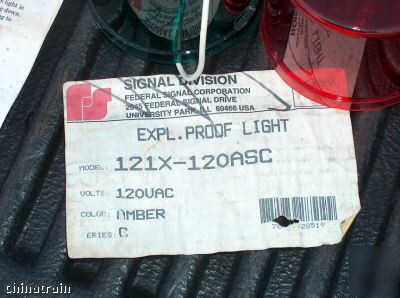 SIGNAL DIVISION
FEDERAL SIGNAL CORPORATION
2645 FEDERAL SIGNAL DRIVE
UNIVERSITY PARK, ILL 60466 USA
EXPL.PROOF LIGHT
MODEL: 121X-120ASC
VOLTS: 120VAC
COLOR: AMBER
ERIES: C
28519
Chinatrain